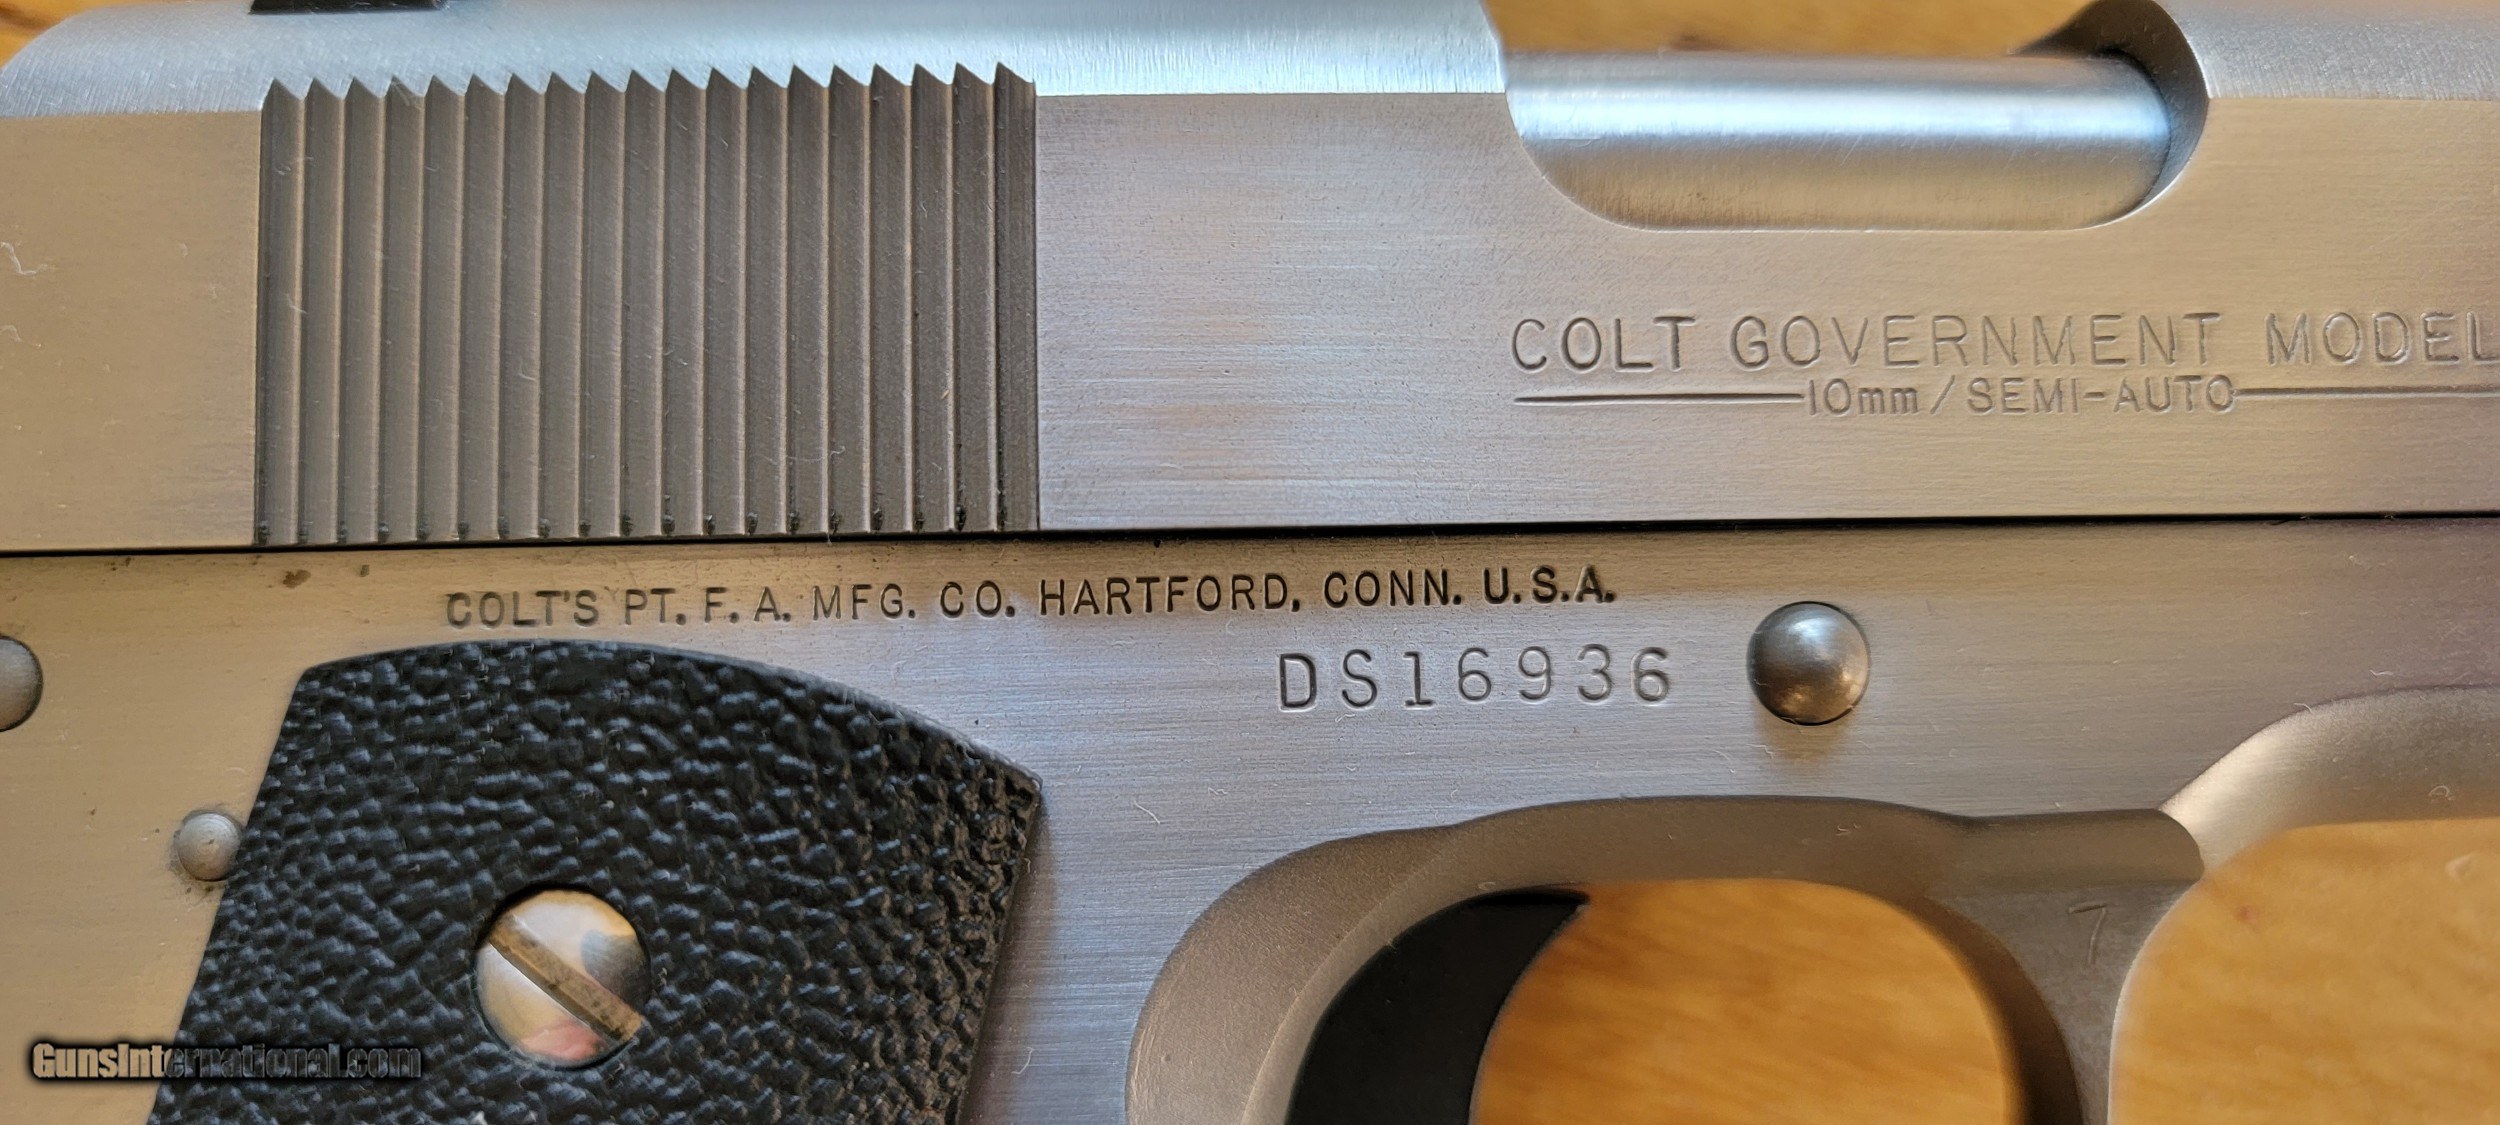 COLT GOVERNMENT MODEL
10mm/SEMI-AUTO
COLT'S PT. F. A. MFG. CO. HARTFORD, CONN. U.S.A.
DS16936
7
GunsInternational.com